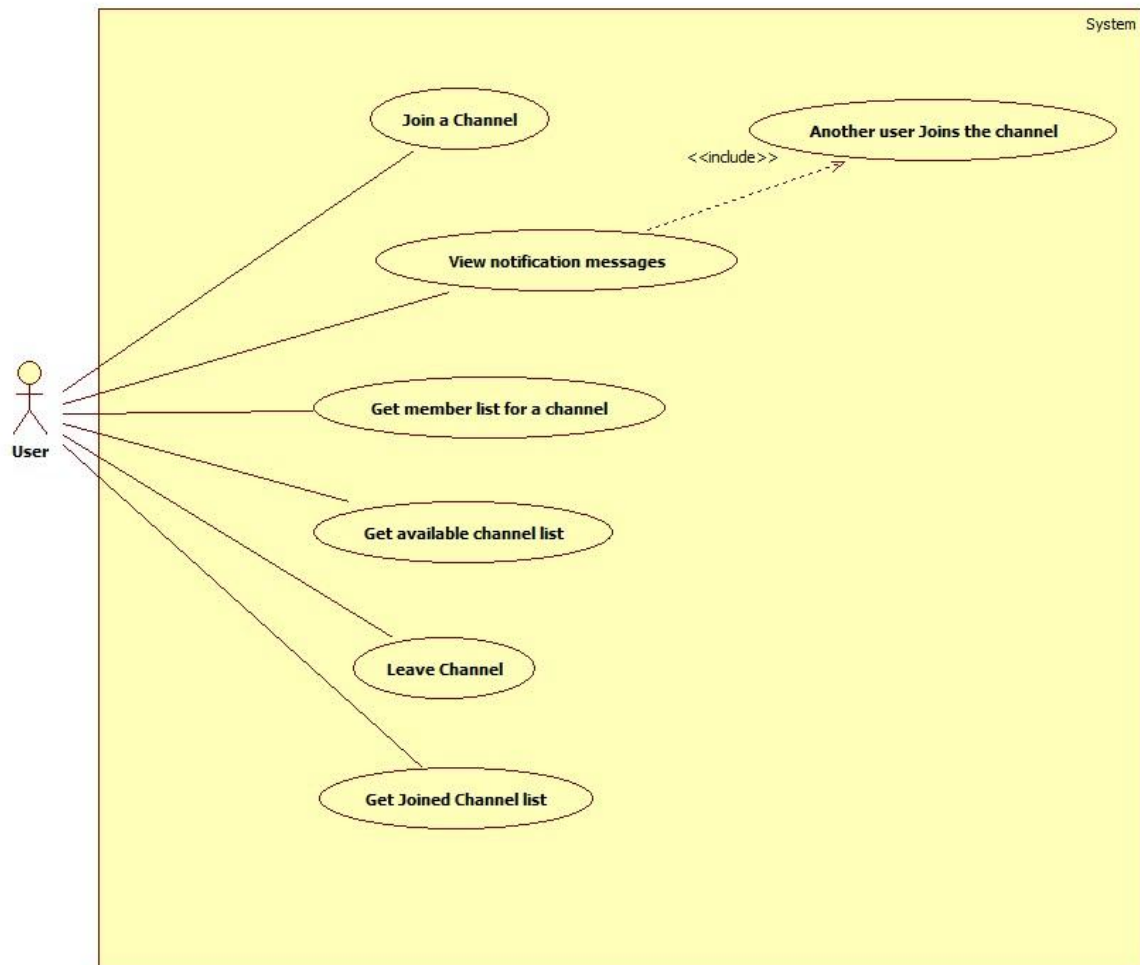 System
Join a Channel
Another user Joins the channel
<<include>>
View notification messages
User
Get member list for a channel
Get available channel list
Leave Channel
Get Joined Channel list